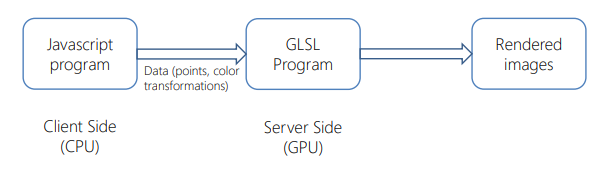 Javascript
program
Data (points, color
transformations)
GLSL
Program
Rendered
images
Client Side
(CPU)
Server Side
(GPU)